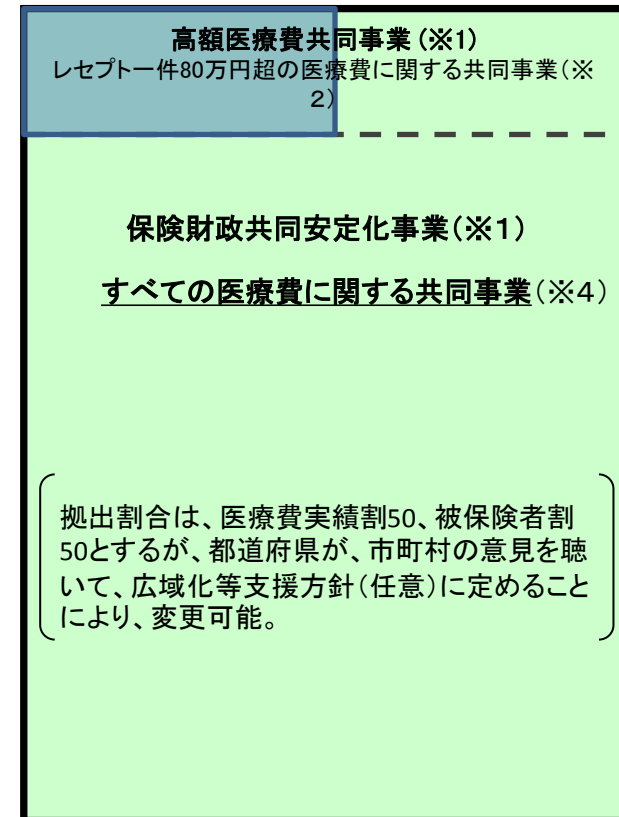 高額医療費共同事業(※1)
レセプト一件80万円超の医療費に関する共同事業(※
2)
保険財政共同安定化事業(※1)
すべての医療費に関する共同事業(※4)
拠出割合は、医療費実績割50、被保険者割
50とするが、都道府県が、市町村の意見を聴
いて、広域化等支援方針(任意)に定めること
により、変更可能。